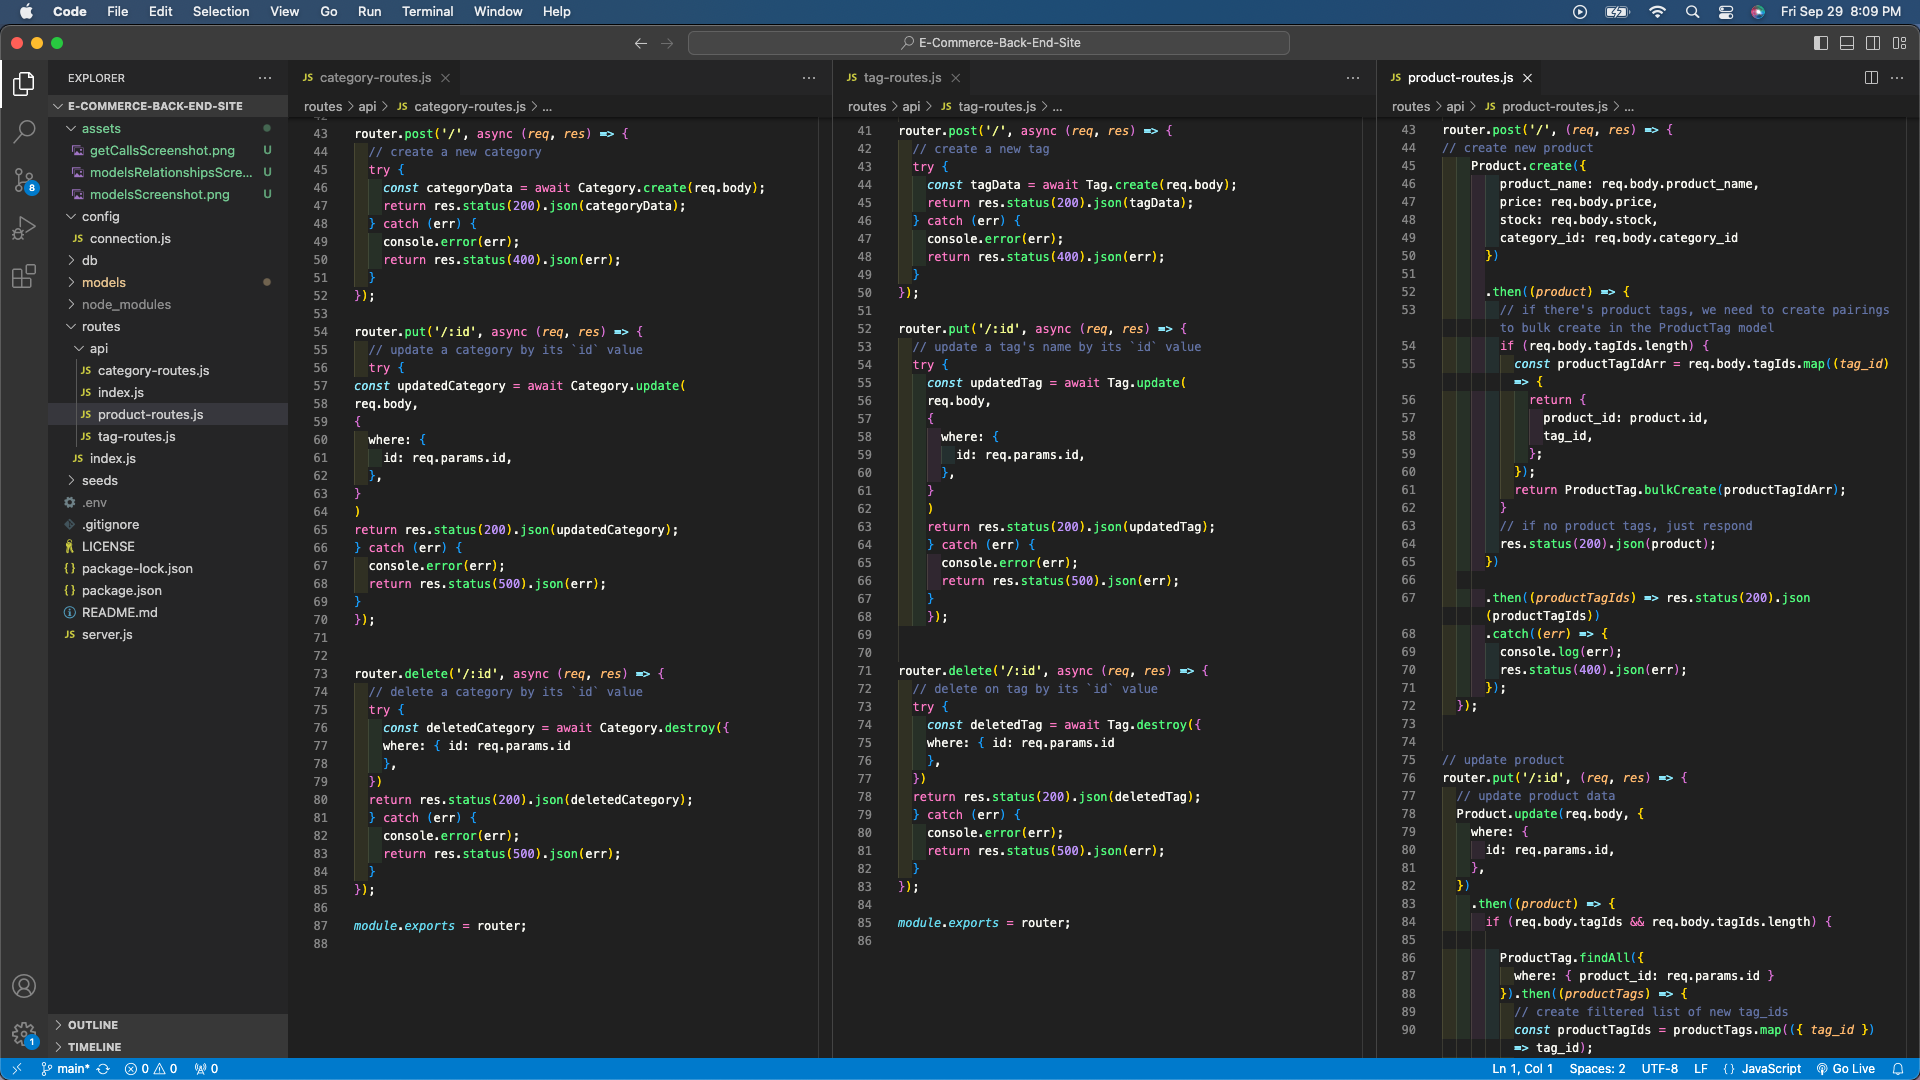 Code File Edit Selection View Go Run Terminal Window Help Fri Sep 29 8:09 PM
E-Commerce-Back-End-Site
EXPLORER
E-COMMERCE-BACK-END-SITE
assets
getCallsScreenshot.png U
modelsRelationshipsScre... U
modelsScreenshot.png U
config
JS connection.js
db
models
node_modules
routes
api
JS category-routes.js
JS index.js
JS product-routes.js
JS tag-routes.js
JS index.js
seeds
.env
.gitignore
LICENSE
{} package-lock.json
{} package.json
README.md
JS server.js
OUTLINE
TIMELINE
8
1
JS category-routes.js
routes > api > JS category-routes.js > ...
42
43 router.post('/', async (req, res) => {
44 // create a new category
45 try {
46 const categoryData = await Category.create(req.body);
47 return res.status(200).json(categoryData);
48 } catch (err) {
49 console.error(err);
50 return res.status(400).json(err);
51 }
52 });
53
54 router.put('/:id', async (req, res) => {
55 // update a category by its `id` value
56 try {
57 const updatedCategory = await Category.update(
58 req.body,
59 {
60 where: {
61 id: req.params.id,
62 },
63 }
64 )
65 return res.status(200).json(updatedCategory);
66 } catch (err) {
67 console.error(err);
68 return res.status(500).json(err);
69 }
70 });
71
72
73 router.delete('/:id', async (req, res) => {
74 // delete a category by its `id` value
75 try {
76 const deletedCategory = await Category.destroy({
77 where: { id: req.params.id
78 },
79 })
80 return res.status(200).json(deletedCategory);
81 } catch (err) {
82 console.error(err);
83 return res.status(500).json(err);
84 }
85 });
86
87 module.exports = router;
88
JS tag-routes.js
routes > api > JS tag-routes.js > ...
41 router.post('/', async (req, res) => {
42 // create a new tag
43 try {
44 const tagData = await Tag.create(req.body);
45 return res.status(200).json(tagData);
46 } catch (err) {
47 console.error(err);
48 return res.status(400).json(err);
49 }
50 });
51
52 router.put('/:id', async (req, res) => {
53 // update a tag's name by its `id` value
54 try {
55 const updatedTag = await Tag.update(
56 req.body,
57 {
58 where: {
59 id: req.params.id,
60 },
61 }
62 )
63 return res.status(200).json(updatedTag);
64 } catch (err) {
65 console.error(err);
66 return res.status(500).json(err);
67 }
68 });
69
70
71 router.delete('/:id', async (req, res) => {
72 // delete on tag by its `id` value
73 try {
74 const deletedTag = await Tag.destroy({
75 where: { id: req.params.id
76 },
77 })
78 return res.status(200).json(deletedTag);
79 } catch (err) {
80 console.error(err);
81 return res.status(500).json(err);
82 }
83 });
84
85 module.exports = router;
86
JS product-routes.js
routes > api > JS product-routes.js > ...
43 router.post('/', (req, res) => {
44 // create new product
45 Product.create({
46 product_name: req.body.product_name,
47 price: req.body.price,
48 stock: req.body.stock,
49 category_id: req.body.category_id
50 })
51
52 .then((product) => {
53 // if there's product tags, we need to create pairings
to bulk create in the ProductTag model
54 if (req.body.tagIds.length) {
55 const productTagIdArr = req.body.tagIds.map((tag_id)
=> {
56 return {
57 product_id: product.id,
58 tag_id,
59 };
60 });
61 return ProductTag.bulkCreate(productTagIdArr);
62 }
63 // if no product tags, just respond
64 res.status(200).json(product);
65 })
66
67 .then((productTagIds) => res.status(200).json
(productTagIds))
68 .catch((err) => {
69 console.log(err);
70 res.status(400).json(err);
71 });
72 });
73
74
75 // update product
76 router.put('/:id', (req, res) => {
77 // update product data
78 Product.update(req.body, {
79 where: {
80 id: req.params.id,
81 },
82 })
83 .then((product) => {
84 if (req.body.tagIds && req.body.tagIds.length) {
85
86 ProductTag.findAll({
87 where: { product_id: req.params.id }
88 }).then((productTags) => {
89 // create filtered list of new tag_ids
90 const productTagIds = productTags.map(({ tag_id })
=> tag_id);
main* 0 0 0 Ln 1, Col 1 Spaces: 2 UTF-8 LF {} JavaScript Go Live